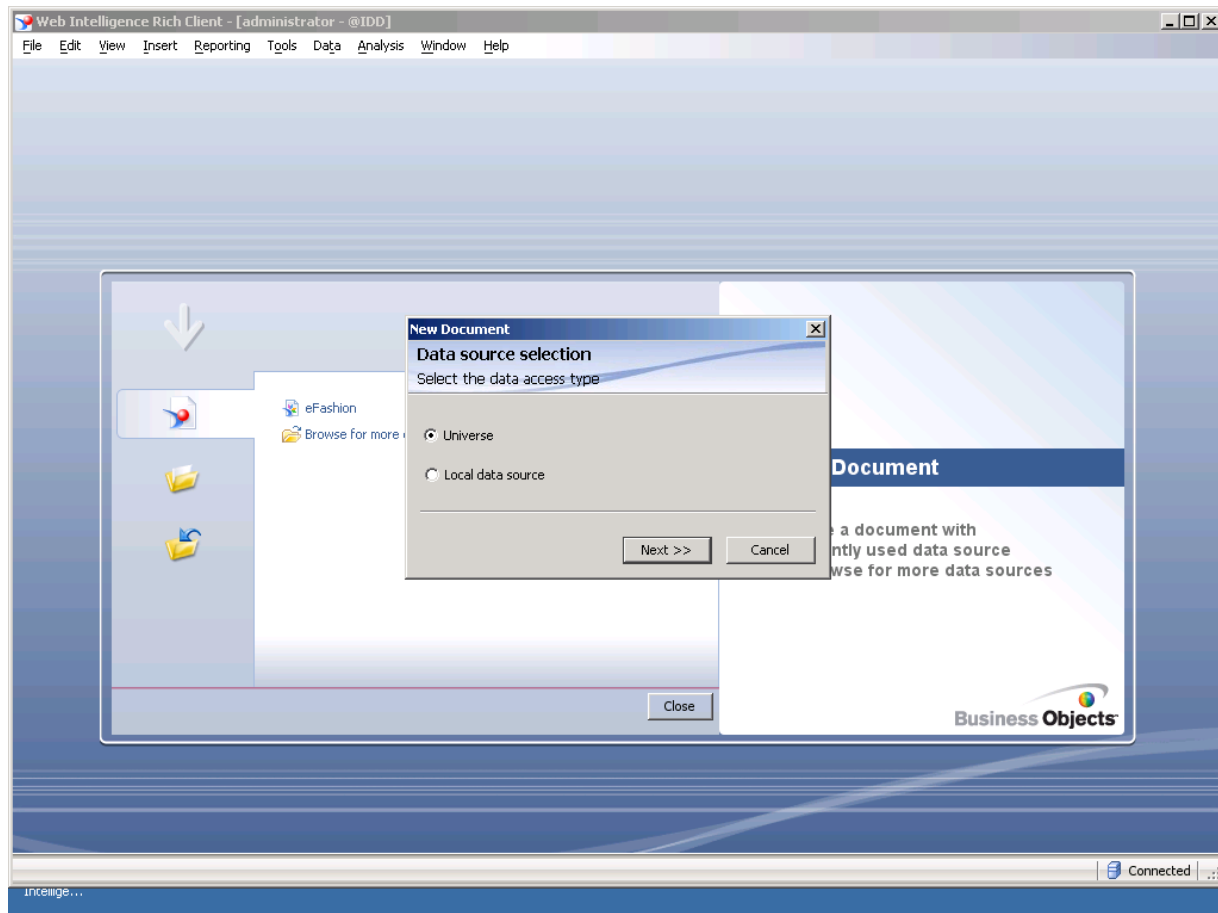 Web Intelligence Rich Client - [administrator - @IDD]
File Edit View Insert Reporting Tools Data Analysis Window Help
New Document
Data source selection
Select the data access type
eFashion
Browse for more
Universe
Local data source
Next >>
Cancel
Document
a document with
ntly used data source
wse for more data sources
Close
Business Objects
Connected
Intellige...